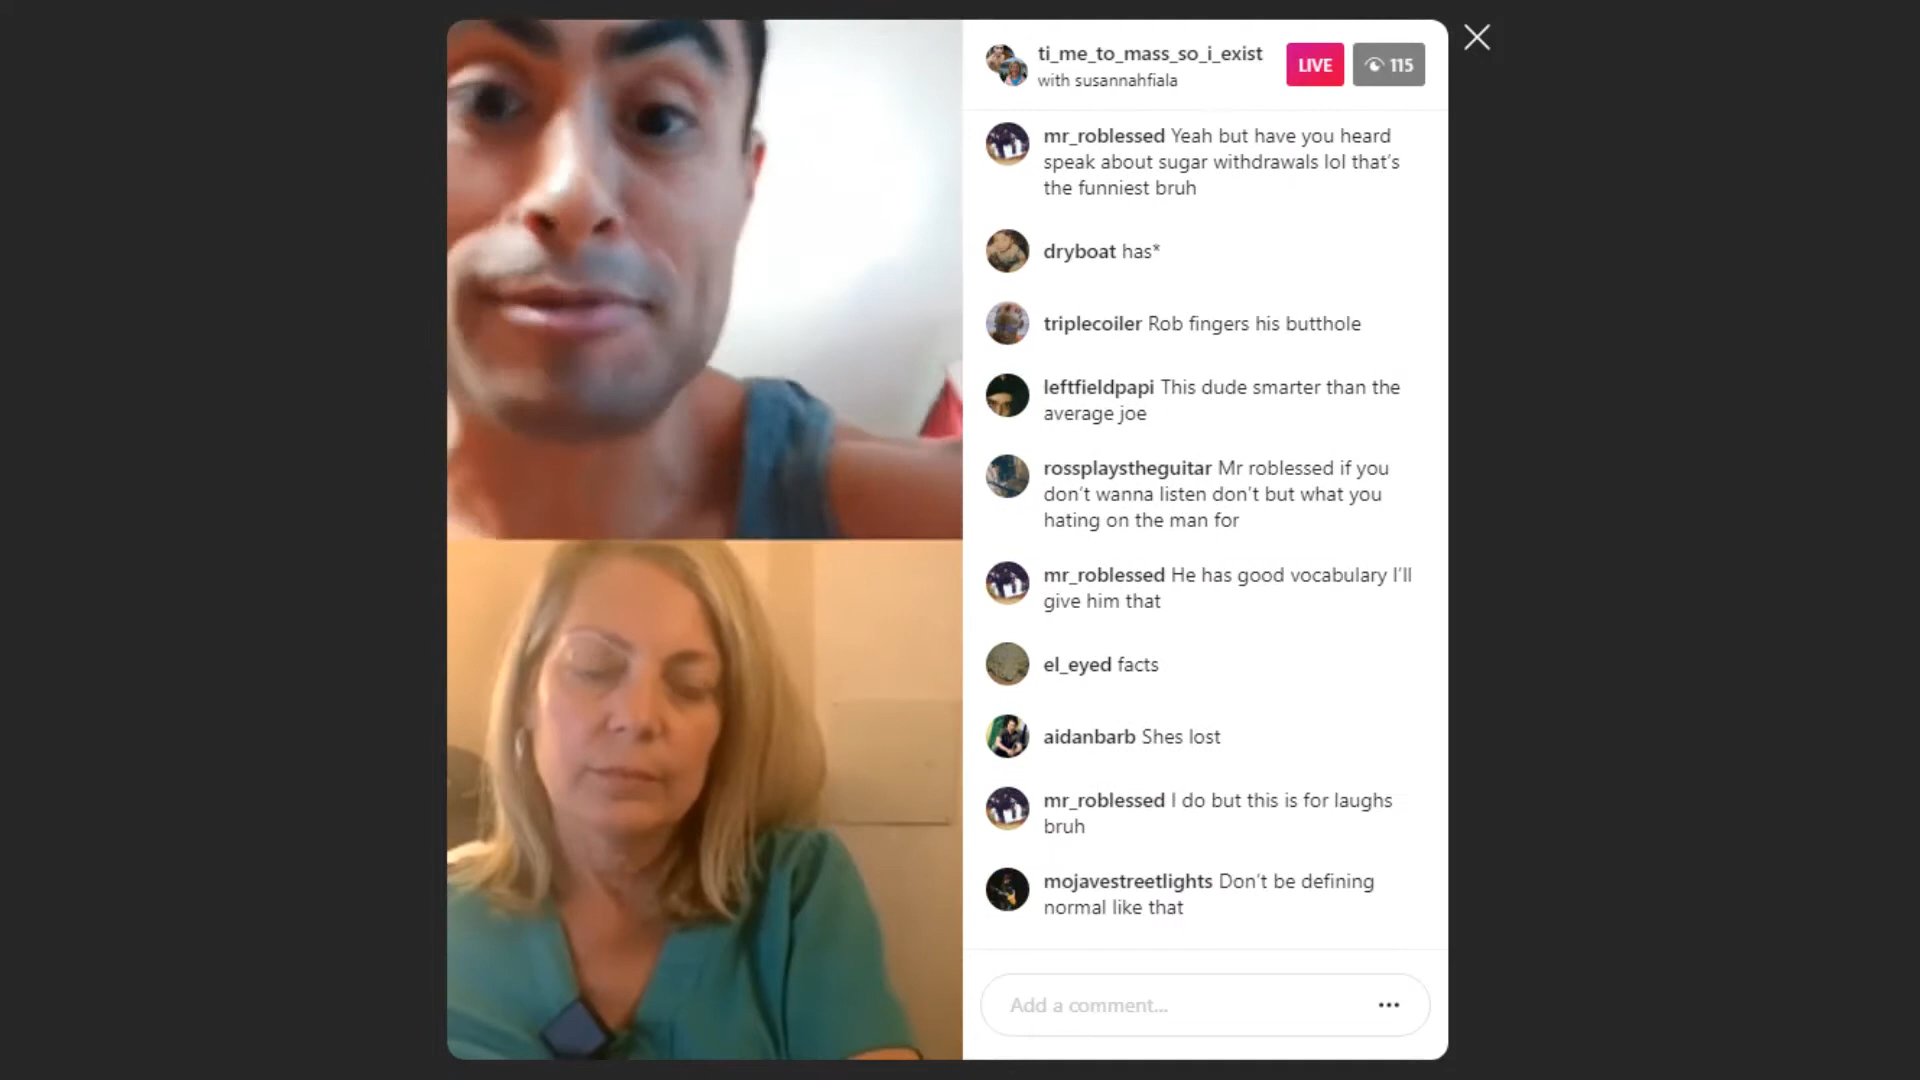 ti_me_to_mass_so_i_exist
with susannahfiala
LIVE
115
mr_roblessed Yeah but have you heard
speak about sugar withdrawals lol that’s
the funniest bruh
dryboat has*
triplecoiler Rob fingers his butthole
leftfieldpapi This dude smarter than the
average joe
rossplaystheguitar Mr roblessed if you
don’t wanna listen don’t but what you
hating on the man for
mr_roblessed He has good vocabulary I’ll
give him that
el_eyed facts
aidanbarb Shes lost
mr_roblessed I do but this is for laughs
bruh
mojavestreetlights Don’t be defining
normal like that
Add a comment...